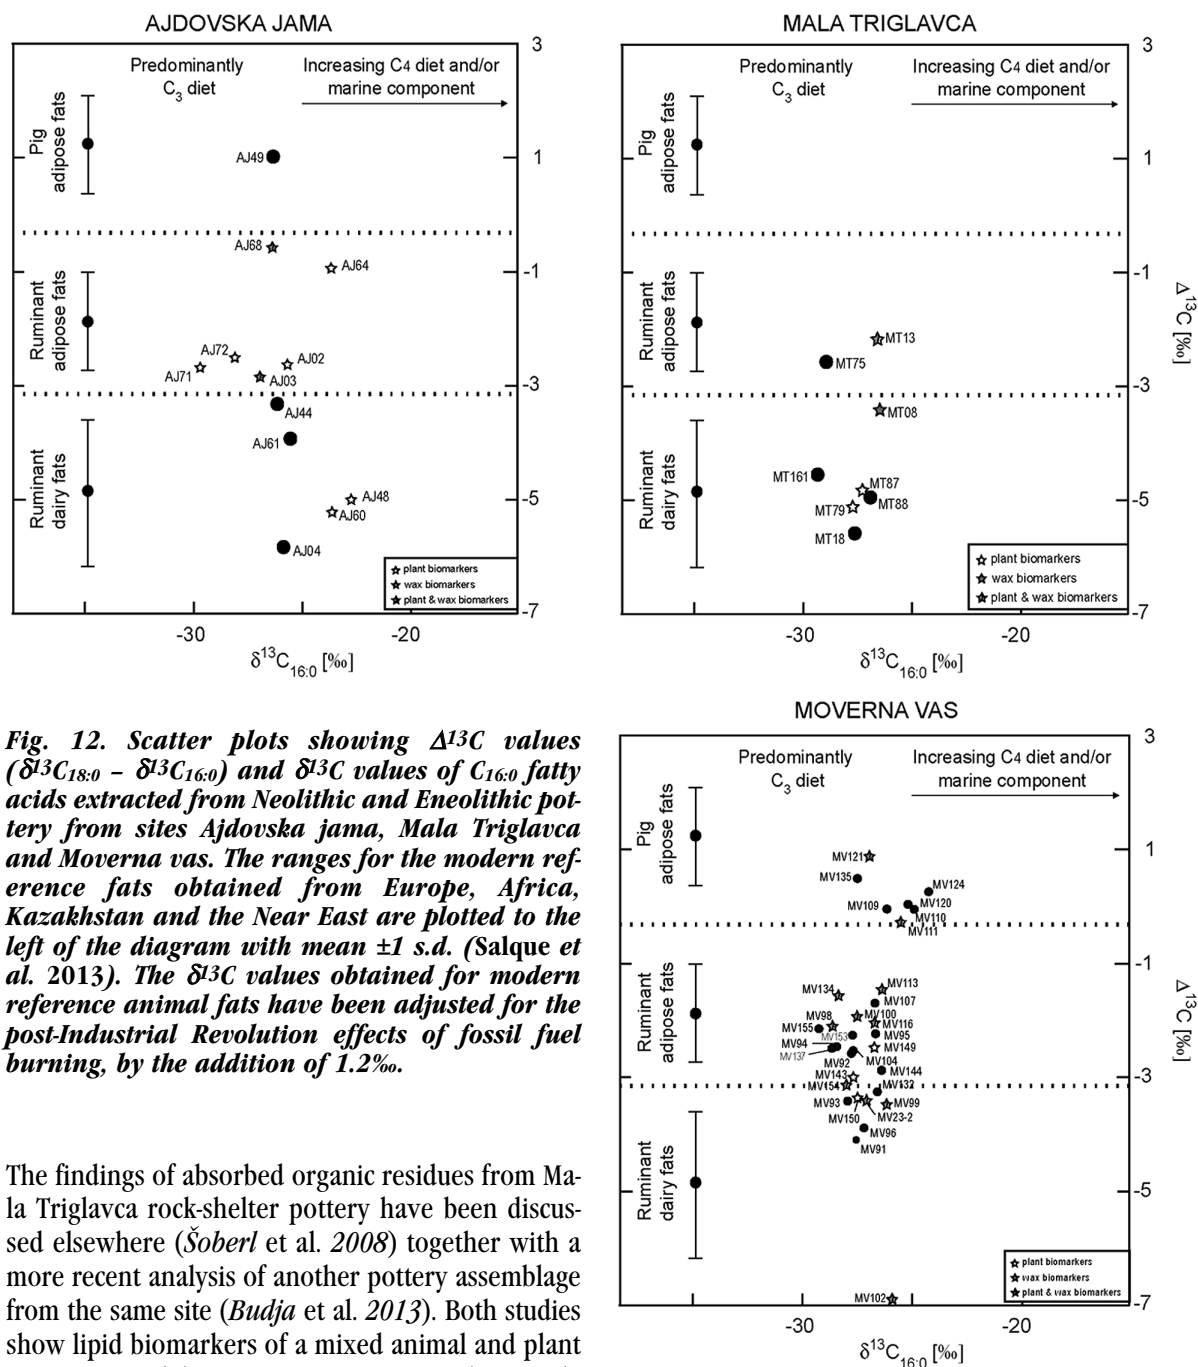 AJDOVSKA JAMA
Predominantly
C3 diet
Increasing C4 diet and/or
marine component
Pig
adipose fats
Ruminant
adipose fats
Ruminant
dairy fats
AJ49
AJ68
AJ64
AJ72
AJ71
AJ02
AJ03
AJ44
AJ61
AJ48
AJ60
AJ04
plant biomarkers
wax biomarkers
plant & wax biomarkers
3
1
-1
-3
-5
-7
-30
-20
δ13C16:0 [‰]
MALA TRIGLAVCA
Predominantly
C3 diet
Increasing C4 diet and/or
marine component
Pig
adipose fats
Ruminant
adipose fats
Ruminant
dairy fats
MT13
MT75
MT08
MT161
MT87
MT88
MT79
MT18
plant biomarkers
wax biomarkers
plant & wax biomarkers
3
1
-1
-3
-5
-7
Δ13C [‰]
-30
-20
δ13C16:0 [‰]
Fig. 12. Scatter plots showing Δ13C values
(δ13C18:0 – δ13C16:0) and δ13C values of C16:0 fatty
acids extracted from Neolithic and Eneolithic pot-
tery from sites Ajdovska jama, Mala Triglavca
and Moverna vas. The ranges for the modern ref-
erence fats obtained from Europe, Africa,
Kazakhstan and the Near East are plotted to the
left of the diagram with mean ±1 s.d. (Salque et
al. 2013). The δ13C values obtained for modern
reference animal fats have been adjusted for the
post-Industrial Revolution effects of fossil fuel
burning, by the addition of 1.2‰.
The findings of absorbed organic residues from Ma-
la Triglavca rock-shelter pottery have been discus-
sed elsewhere (Šoberl et al. 2008) together with a
more recent analysis of another pottery assemblage
from the same site (Budja et al. 2013). Both studies
show lipid biomarkers of a mixed animal and plant
MOVERNA VAS
Predominantly
C3 diet
Increasing C4 diet and/or
marine component
Pig
adipose fats
Ruminant
adipose fats
Ruminant
dairy fats
MV121
MV135
MV124
MV109
MV120
MV110
MV111
MV134
MV113
MV107
MV98
MV100
MV116
MV155
MV153
MV95
MV94
MV149
MV137
MV92
MV104
MV143
MV144
MV154
MV132
MV93
MV99
MV150
MV23-2
MV96
MV91
MV102
plant biomarkers
wax biomarkers
plant & wax biomarkers
3
1
-1
-3
-5
-7
Δ13C [‰]
-30
-20
δ13C16:0 [‰]